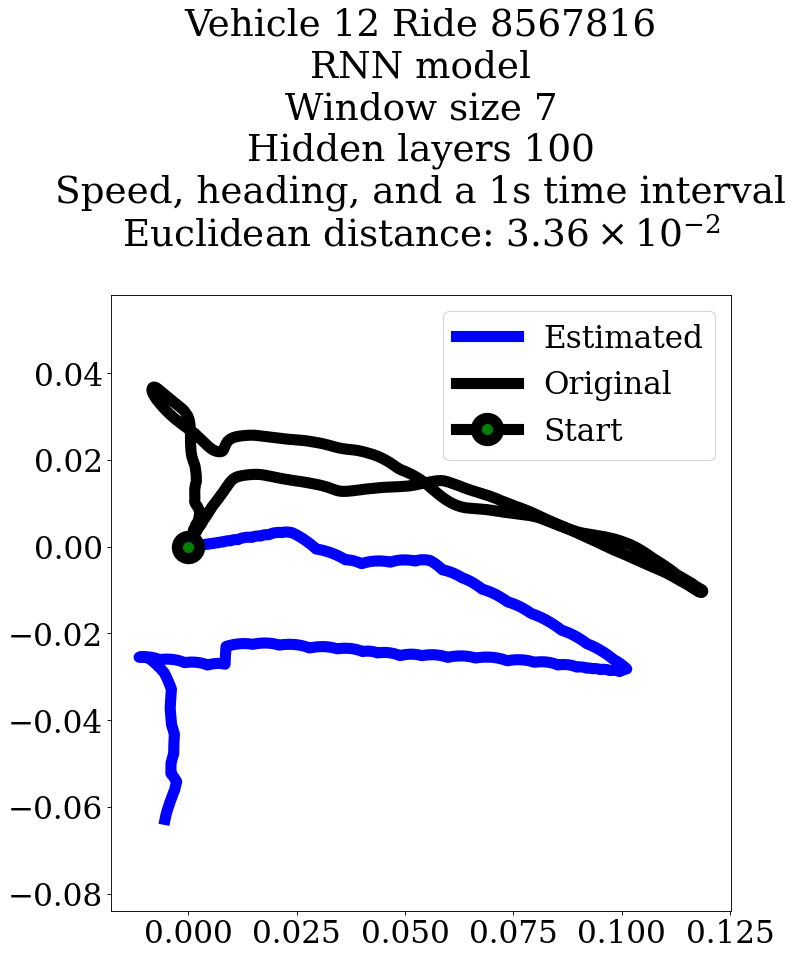 Vehicle 12 Ride 8567816
RNN model
Window size 7
Hidden layers 100
Speed, heading, and a 1s time interval
Euclidean distance: 3.36 × 10⁻²
Estimated
Original
Start
0.04
0.02
0.00
−0.02
−0.04
−0.06
−0.08
0.000 0.025 0.050 0.075 0.100 0.125